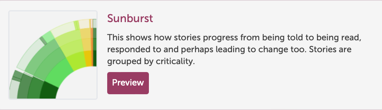 Sunburst
This shows how stories progress from being told to being read,
responded to and perhaps leading to change too. Stories are
grouped by criticality.
Preview